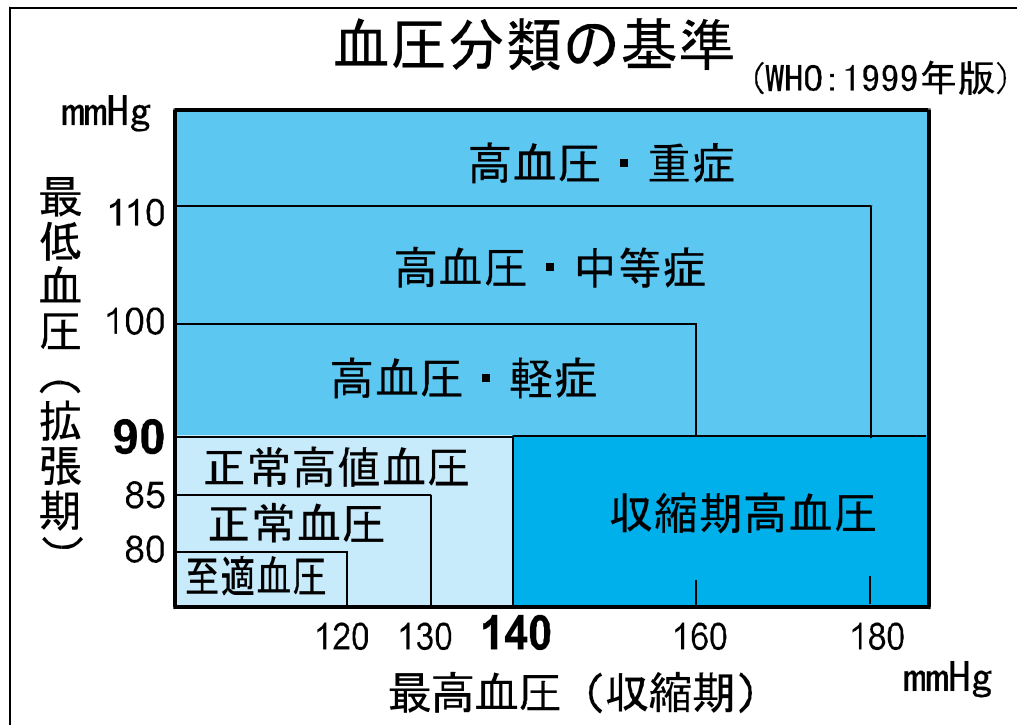 血圧分類の基準
(WHO:1999年版)
mmHg
最低血圧(拡張期)
110
100
90
85
80
高血圧・重症
高血圧・中等症
高血圧・軽症
正常高値血圧
正常血圧
至適血圧
収縮期高血圧
120
130
140
160
180
mmHg
最高血圧(収縮期)